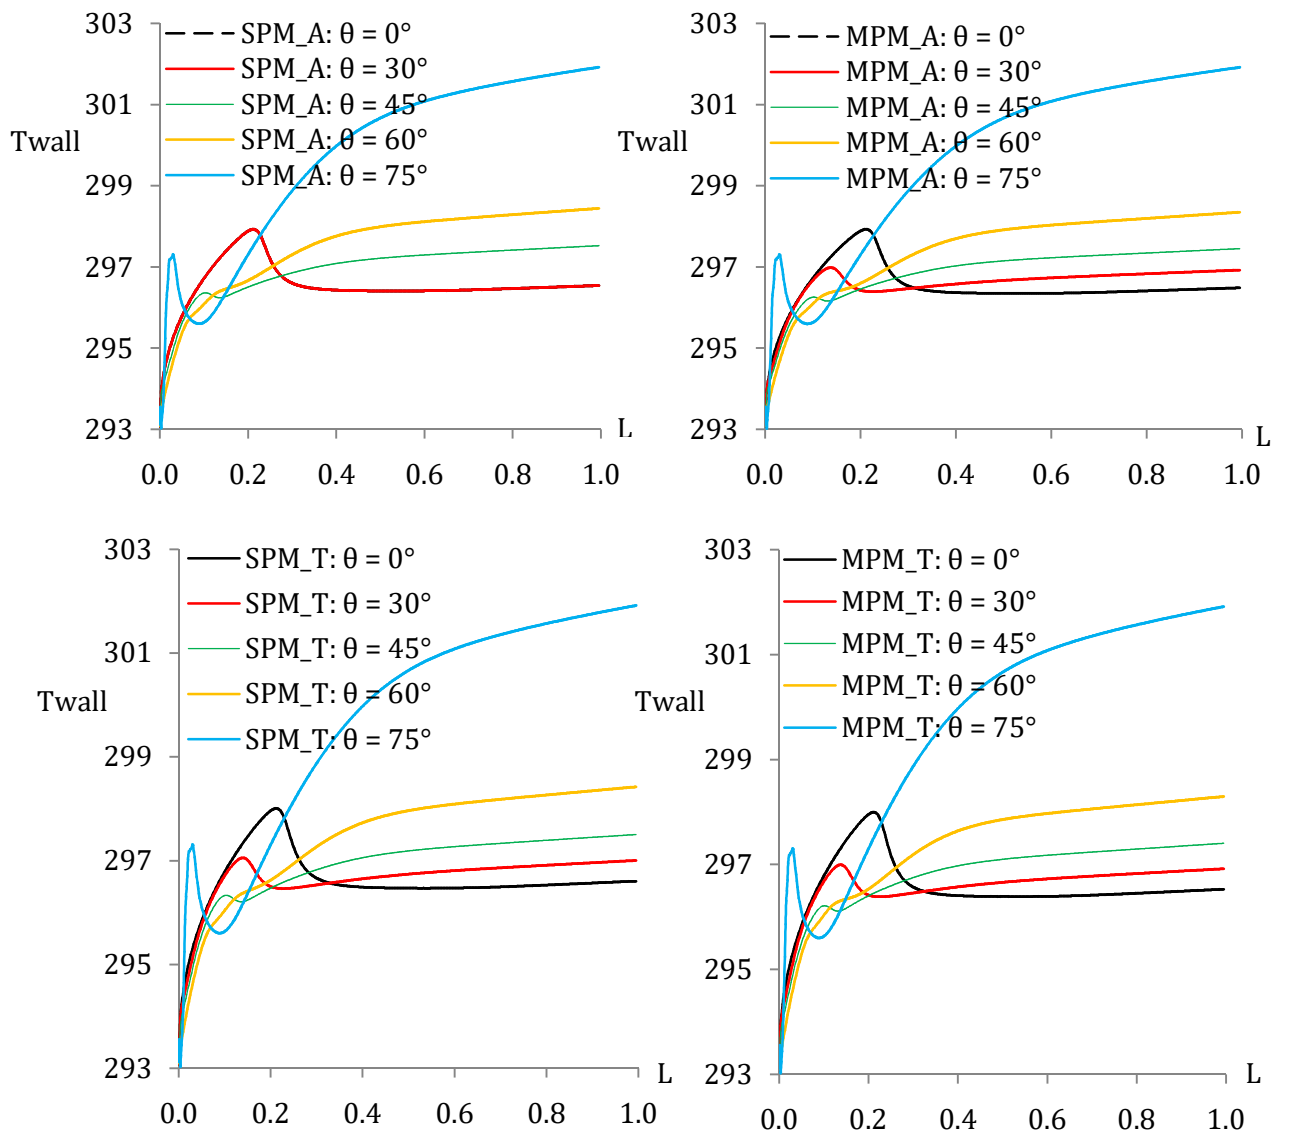 303
301
Twall
299
297
295
293
SPM_A: θ = 0°
SPM_A: θ = 30°
SPM_A: θ = 45°
SPM_A: θ = 60°
SPM_A: θ = 75°
L
0.0 0.2 0.4 0.6 0.8 1.0
303
301
Twall
299
297
295
293
MPM_A: θ = 0°
MPM_A: θ = 30°
MPM_A: θ = 45°
MPM_A: θ = 60°
MPM_A: θ = 75°
L
0.0 0.2 0.4 0.6 0.8 1.0
303
301
Twall
299
297
295
293
SPM_T: θ = 0°
SPM_T: θ = 30°
SPM_T: θ = 45°
SPM_T: θ = 60°
SPM_T: θ = 75°
L
0.0 0.2 0.4 0.6 0.8 1.0
303
301
Twall
299
297
295
293
MPM_T: θ = 0°
MPM_T: θ = 30°
MPM_T: θ = 45°
MPM_T: θ = 60°
MPM_T: θ = 75°
L
0.0 0.2 0.4 0.6 0.8 1.0